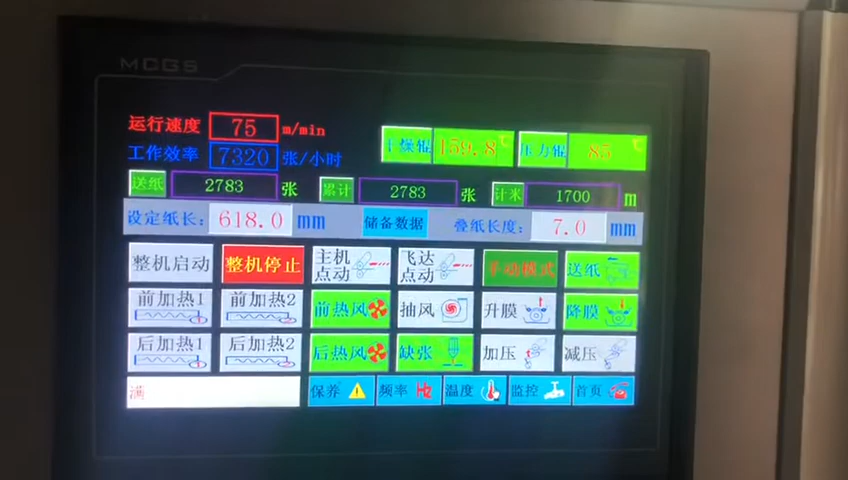 MCGS
运行速度 75 m/min
工作效率 7320 张/小时 干燥辊 159.8 ℃ 压力辊 85 ℃
送纸 2783 张 累计 2783 张 计米 1700 m
设定纸长: 618.0 mm 储备数据 叠纸长度: 7.0 mm
整机启动 整机停止 主机点动 飞达点动 手动模式 送纸
前加热1 前加热2 前热风 抽风 升膜 降膜
后加热1 后加热2 后热风 缺张 加压 减压
满 保养 频率 HZ 温度 监控 首页